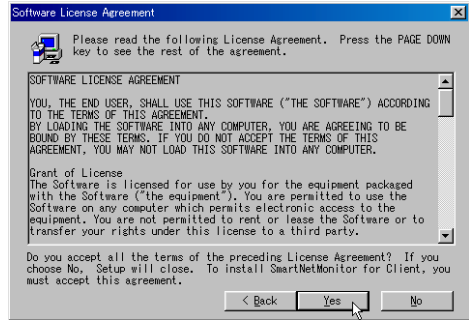 Software License Agreement
Please read the following License Agreement. Press the PAGE DOWN
key to see the rest of the agreement.
SOFTWARE LICENSE AGREEMENT
YOU, THE END USER, SHALL USE THIS SOFTWARE ("THE SOFTWARE") ACCORDING
TO THE TERMS OF THIS AGREEMENT.
BY LOADING THE SOFTWARE INTO ANY COMPUTER, YOU ARE AGREEING TO BE
BOUND BY THESE TERMS. IF YOU DO NOT ACCEPT THE TERMS OF THIS
AGREEMENT, YOU MAY NOT LOAD THIS SOFTWARE INTO ANY COMPUTER.
Grant of License
The Software is licensed for use by you for the equipment packaged
with the Software ("the equipment"). You are permitted to use the
Software on any computer which permits electronic access to the
equipment. You are not permitted to rent or lease the Software or to
transfer your rights under this license to a third party.
Do you accept all the terms of the preceding License Agreement? If you
choose No, Setup will close. To install SmartNetMonitor for Client, you
must accept this agreement.
< Back Yes No